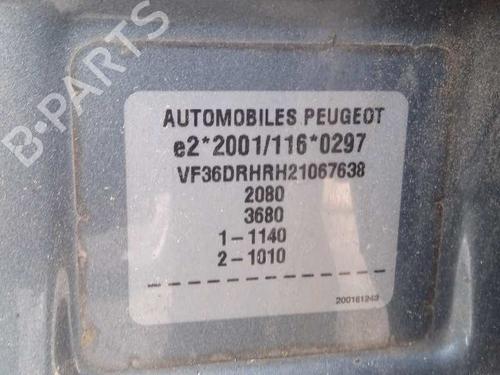 B-PARTS
AUTOMOBILES PEUGEOT
e2*2001/116*0297
VF36DRHRH21067638
2080
3680
1-1140
2-1010
200161243